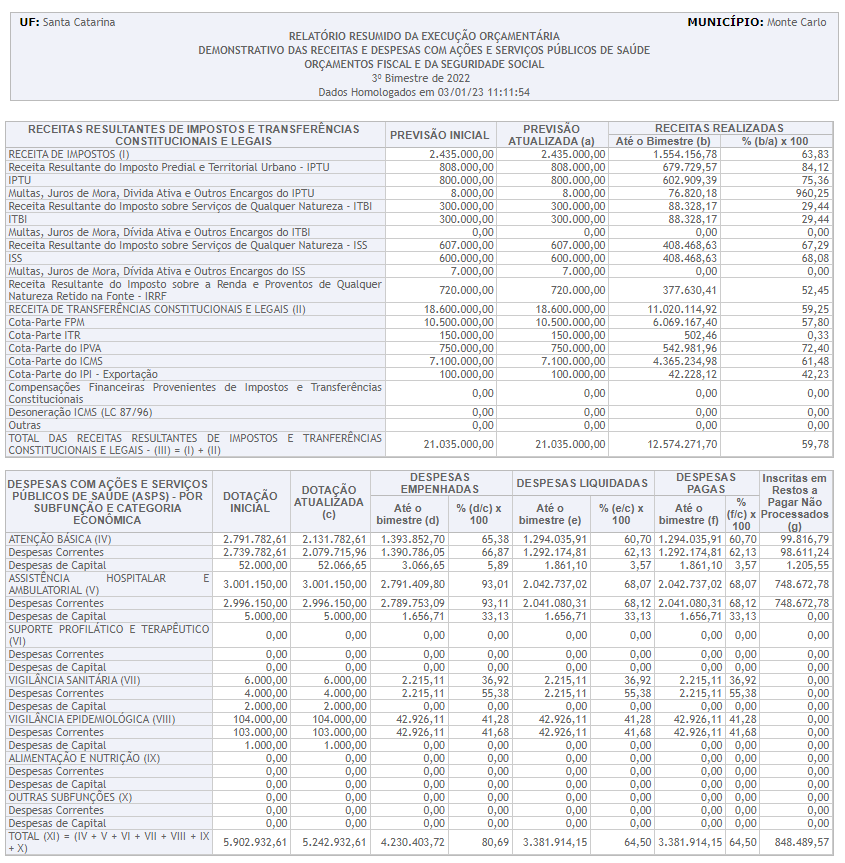 UF: Santa Catarina MUNICÍPIO: Monte Carlo
RELATÓRIO RESUMIDO DA EXECUÇÃO ORÇAMENTÁRIA
DEMONSTRATIVO DAS RECEITAS E DESPESAS COM AÇÕES E SERVIÇOS PÚBLICOS DE SAÚDE
ORÇAMENTOS FISCAL E DA SEGURIDADE SOCIAL
3º Bimestre de 2022
Dados Homologados em 03/01/23 11:11:54
RECEITAS RESULTANTES DE IMPOSTOS E TRANSFERÊNCIAS CONSTITUCIONAIS E LEGAIS PREVISÃO INICIAL PREVISÃO ATUALIZADA (a) RECEITAS REALIZADAS
Até o Bimestre (b) % (b/a) x 100
RECEITA DE IMPOSTOS (I) 2.435.000,00 2.435.000,00 1.554.156,78 63,83
Receita Resultante do Imposto Predial e Territorial Urbano - IPTU 808.000,00 808.000,00 679.729,57 84,12
IPTU 800.000,00 800.000,00 602.909,39 75,36
Multas, Juros de Mora, Dívida Ativa e Outros Encargos do IPTU 8.000,00 8.000,00 76.820,18 960,25
Receita Resultante do Imposto sobre Serviços de Qualquer Natureza - ITBI 300.000,00 300.000,00 88.328,17 29,44
ITBI 300.000,00 300.000,00 88.328,17 29,44
Multas, Juros de Mora, Dívida Ativa e Outros Encargos do ITBI 0,00 0,00 0,00 0,00
Receita Resultante do Imposto sobre Serviços de Qualquer Natureza - ISS 607.000,00 607.000,00 408.468,63 67,29
ISS 600.000,00 600.000,00 408.468,63 68,08
Multas, Juros de Mora, Dívida Ativa e Outros Encargos do ISS 7.000,00 7.000,00 0,00 0,00
Receita Resultante do Imposto sobre a Renda e Proventos de Qualquer Natureza Retido na Fonte - IRRF 720.000,00 720.000,00 377.630,41 52,45
RECEITA DE TRANSFERÊNCIAS CONSTITUCIONAIS E LEGAIS (II) 18.600.000,00 18.600.000,00 11.020.114,92 59,25
Cota-Parte FPM 10.500.000,00 10.500.000,00 6.069.167,40 57,80
Cota-Parte ITR 150.000,00 150.000,00 502,46 0,33
Cota-Parte do IPVA 750.000,00 750.000,00 542.981,96 72,40
Cota-Parte do ICMS 7.100.000,00 7.100.000,00 4.365.234,98 61,48
Cota-Parte do IPI - Exportação 100.000,00 100.000,00 42.228,12 42,23
Compensações Financeiras Provenientes de Impostos e Transferências Constitucionais 0,00 0,00 0,00 0,00
Desoneração ICMS (LC 87/96) 0,00 0,00 0,00 0,00
Outras 0,00 0,00 0,00 0,00
TOTAL DAS RECEITAS RESULTANTES DE IMPOSTOS E TRANFERÊNCIAS CONSTITUCIONAIS E LEGAIS - (III) = (I) + (II) 21.035.000,00 21.035.000,00 12.574.271,70 59,78
DESPESAS COM AÇÕES E SERVIÇOS PÚBLICOS DE SAÚDE (ASPS) - POR SUBFUNÇÃO E CATEGORIA ECONÔMICA DOTAÇÃO INICIAL DOTAÇÃO ATUALIZADA (c) DESPESAS EMPENHADAS DESPESAS LIQUIDADAS DESPESAS PAGAS Inscritas em Restos a Pagar Não Processados (g)
Até o bimestre (d) % (d/c) x 100 Até o bimestre (e) % (e/c) x 100 Até o bimestre (f) % (f/c) x 100
ATENÇÃO BÁSICA (IV) 2.791.782,61 2.131.782,61 1.393.852,70 65,38 1.294.035,91 60,70 1.294.035,91 60,70 99.816,79
Despesas Correntes 2.739.782,61 2.079.715,96 1.390.786,05 66,87 1.292.174,81 62,13 1.292.174,81 62,13 98.611,24
Despesas de Capital 52.000,00 52.066,65 3.066,65 5,89 1.861,10 3,57 1.861,10 3,57 1.205,55
ASSISTÊNCIA HOSPITALAR E AMBULATORIAL (V) 3.001.150,00 3.001.150,00 2.791.409,80 93,01 2.042.737,02 68,07 2.042.737,02 68,07 748.672,78
Despesas Correntes 2.996.150,00 2.996.150,00 2.789.753,09 93,11 2.041.080,31 68,12 2.041.080,31 68,12 748.672,78
Despesas de Capital 5.000,00 5.000,00 1.656,71 33,13 1.656,71 33,13 1.656,71 33,13 0,00
SUPORTE PROFILÁTICO E TERAPÊUTICO (VI) 0,00 0,00 0,00 0,00 0,00 0,00 0,00 0,00 0,00
Despesas Correntes 0,00 0,00 0,00 0,00 0,00 0,00 0,00 0,00 0,00
Despesas de Capital 0,00 0,00 0,00 0,00 0,00 0,00 0,00 0,00 0,00
VIGILÂNCIA SANITÁRIA (VII) 6.000,00 6.000,00 2.215,11 36,92 2.215,11 36,92 2.215,11 36,92 0,00
Despesas Correntes 4.000,00 4.000,00 2.215,11 55,38 2.215,11 55,38 2.215,11 55,38 0,00
Despesas de Capital 2.000,00 2.000,00 0,00 0,00 0,00 0,00 0,00 0,00 0,00
VIGILÂNCIA EPIDEMIOLÓGICA (VIII) 104.000,00 104.000,00 42.926,11 41,28 42.926,11 41,28 42.926,11 41,28 0,00
Despesas Correntes 103.000,00 103.000,00 42.926,11 41,68 42.926,11 41,68 42.926,11 41,68 0,00
Despesas de Capital 1.000,00 1.000,00 0,00 0,00 0,00 0,00 0,00 0,00 0,00
ALIMENTAÇÃO E NUTRIÇÃO (IX) 0,00 0,00 0,00 0,00 0,00 0,00 0,00 0,00 0,00
Despesas Correntes 0,00 0,00 0,00 0,00 0,00 0,00 0,00 0,00 0,00
Despesas de Capital 0,00 0,00 0,00 0,00 0,00 0,00 0,00 0,00 0,00
OUTRAS SUBFUNÇÕES (X) 0,00 0,00 0,00 0,00 0,00 0,00 0,00 0,00 0,00
Despesas Correntes 0,00 0,00 0,00 0,00 0,00 0,00 0,00 0,00 0,00
Despesas de Capital 0,00 0,00 0,00 0,00 0,00 0,00 0,00 0,00 0,00
TOTAL (XI) = (IV + V + VI + VII + VIII + IX + X) 5.902.932,61 5.242.932,61 4.230.403,72 80,69 3.381.914,15 64,50 3.381.914,15 64,50 848.489,57